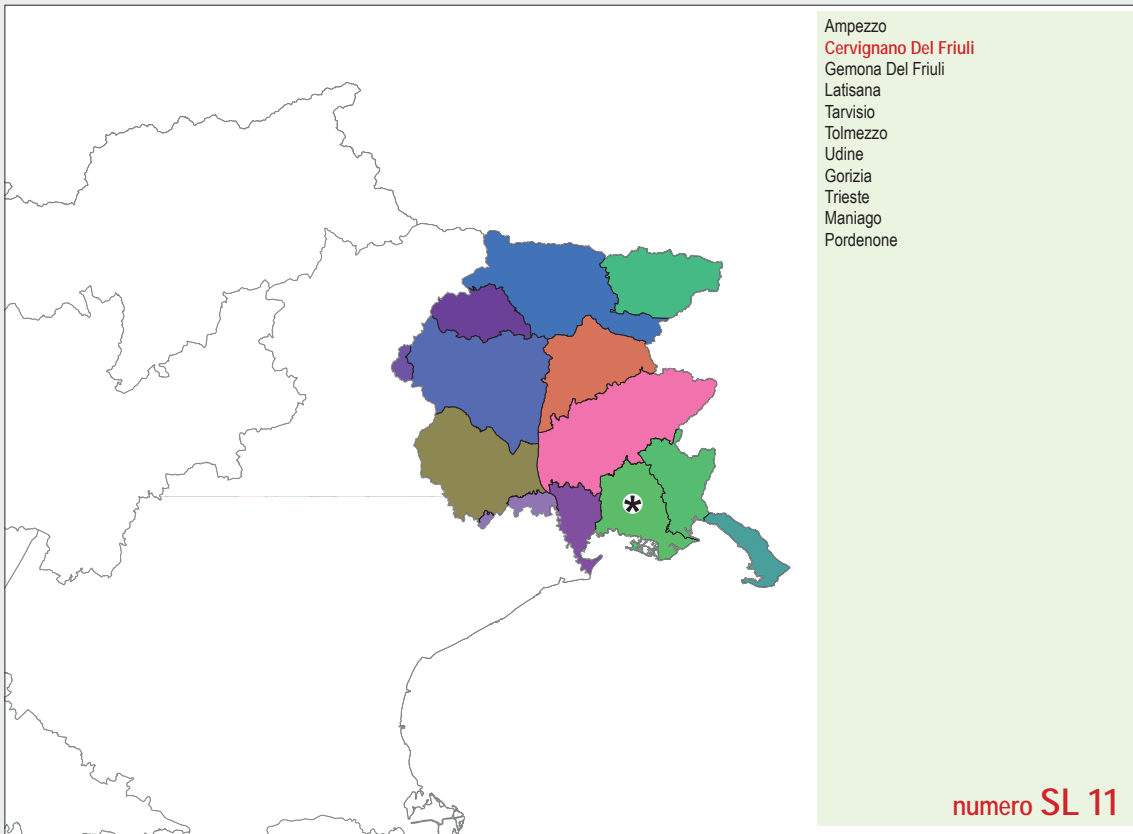 Ampezzo
Cervignano Del Friuli
Gemona Del Friuli
Latisana
Tarvisio
Tolmezzo
Udine
Gorizia
Trieste
Maniago
Pordenone
*
numero SL 11